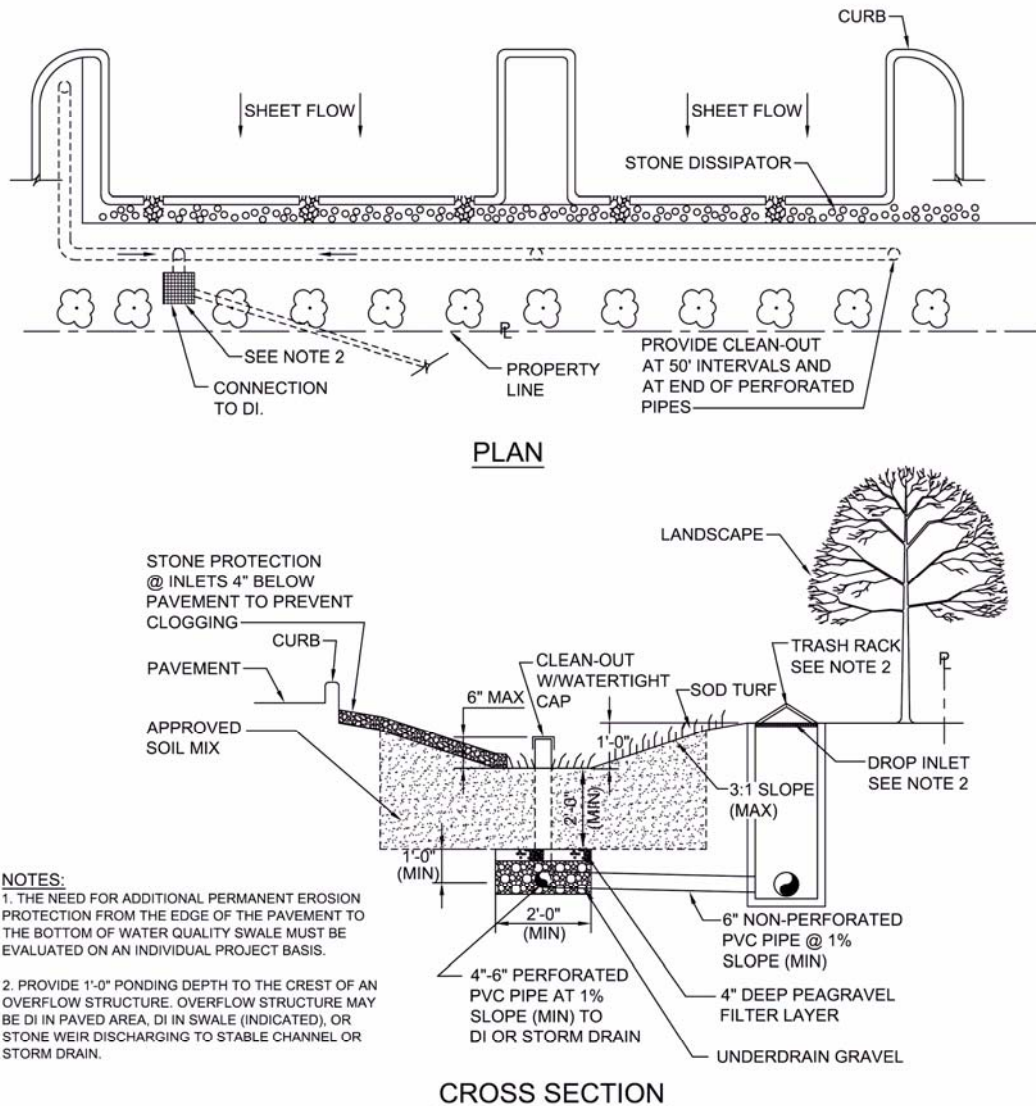 CURB
SHEET FLOW
SHEET FLOW
STONE DISSIPATOR
SEE NOTE 2
CONNECTION
TO DI.
PL
PROPERTY
LINE
PROVIDE CLEAN-OUT
AT 50' INTERVALS AND
AT END OF PERFORATED
PIPES
PLAN
LANDSCAPE
STONE PROTECTION
@ INLETS 4" BELOW
PAVEMENT TO PREVENT
CLOGGING
CURB
PAVEMENT
APPROVED
SOIL MIX
6" MAX
CLEAN-OUT
W/WATERTIGHT
CAP
SOD TURF
1'-0"
TRASH RACK
SEE NOTE 2
PL
DROP INLET
SEE NOTE 2
3:1 SLOPE
(MAX)
2'-0"
(MIN)
1'-0"
(MIN)
2'-0"
(MIN)
6" NON-PERFORATED
PVC PIPE @ 1%
SLOPE (MIN)
4"-6" PERFORATED
PVC PIPE AT 1%
SLOPE (MIN) TO
DI OR STORM DRAIN
4" DEEP PEAGRAVEL
FILTER LAYER
UNDERDRAIN GRAVEL
NOTES:
1. THE NEED FOR ADDITIONAL PERMANENT EROSION
PROTECTION FROM THE EDGE OF THE PAVEMENT TO
THE BOTTOM OF WATER QUALITY SWALE MUST BE
EVALUATED ON AN INDIVIDUAL PROJECT BASIS.
2. PROVIDE 1'-0" PONDING DEPTH TO THE CREST OF AN
OVERFLOW STRUCTURE. OVERFLOW STRUCTURE MAY
BE DI IN PAVED AREA, DI IN SWALE (INDICATED), OR
STONE WEIR DISCHARGING TO STABLE CHANNEL OR
STORM DRAIN.
CROSS SECTION